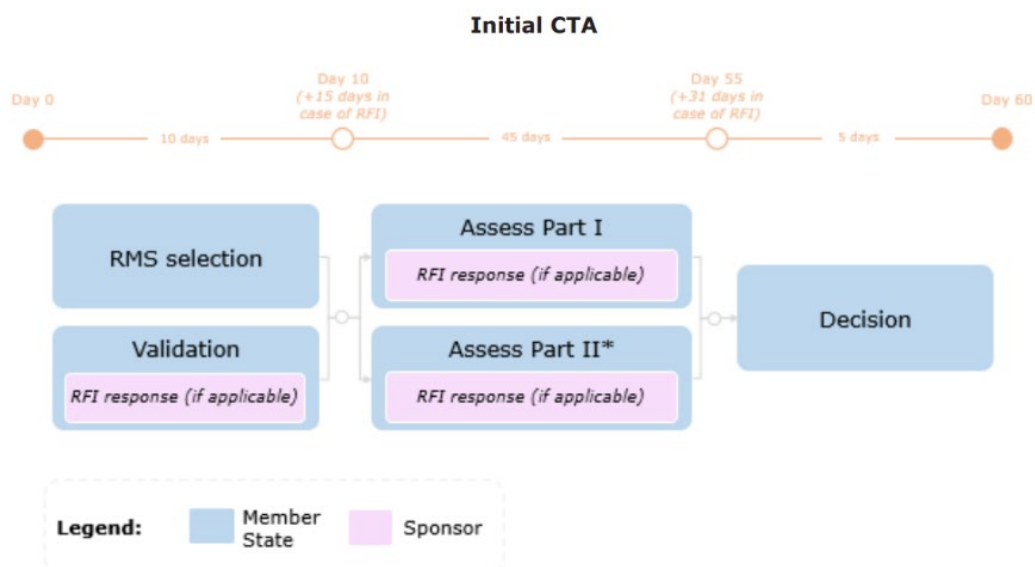 Initial CTA
Day 0
Day 10
(+15 days in
case of RFI)
Day 55
(+31 days in
case of RFI)
Day 60
10 days
45 days
5 days
RMS selection
Assess Part I
RFI response (if applicable)
Decision
Validation
RFI response (if applicable)
Assess Part II*
RFI response (if applicable)
Legend:
Member
State
Sponsor